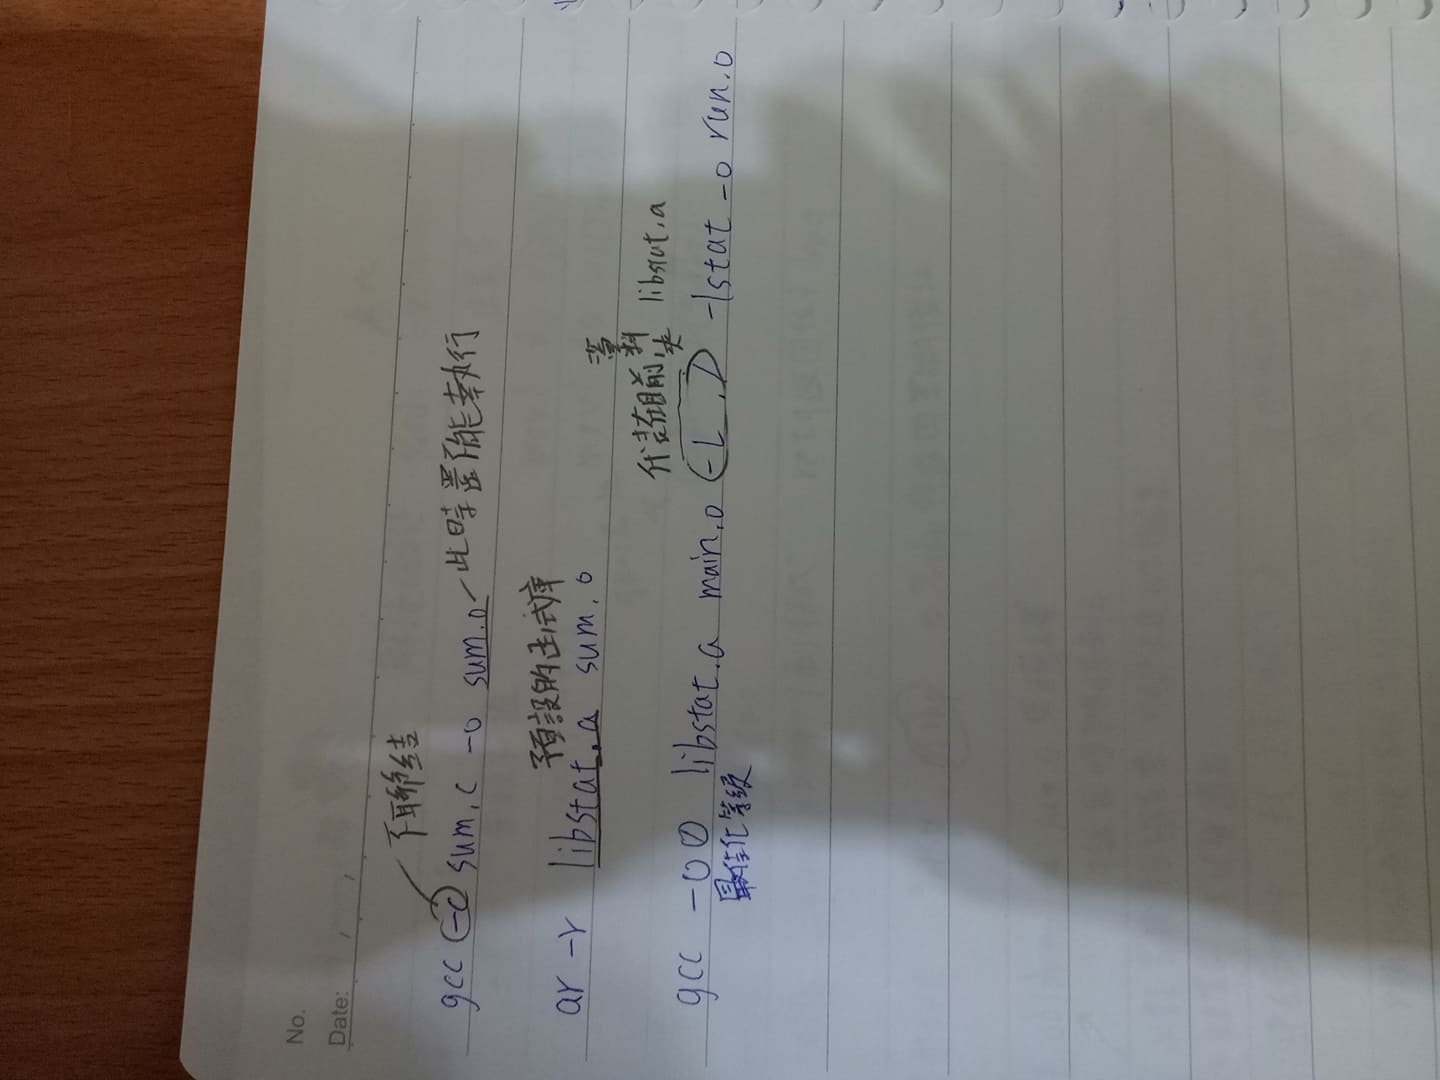 No.
Date:
不聯結
gcc -c sum.c -o sum.o 此時還不能執行
預設的函式庫
ar -r libstat.a sum.o
代表在目前資料夾 libstat.a
gcc -O0 libstat.a main.o -L . -lstat -o run.o
最佳化等級